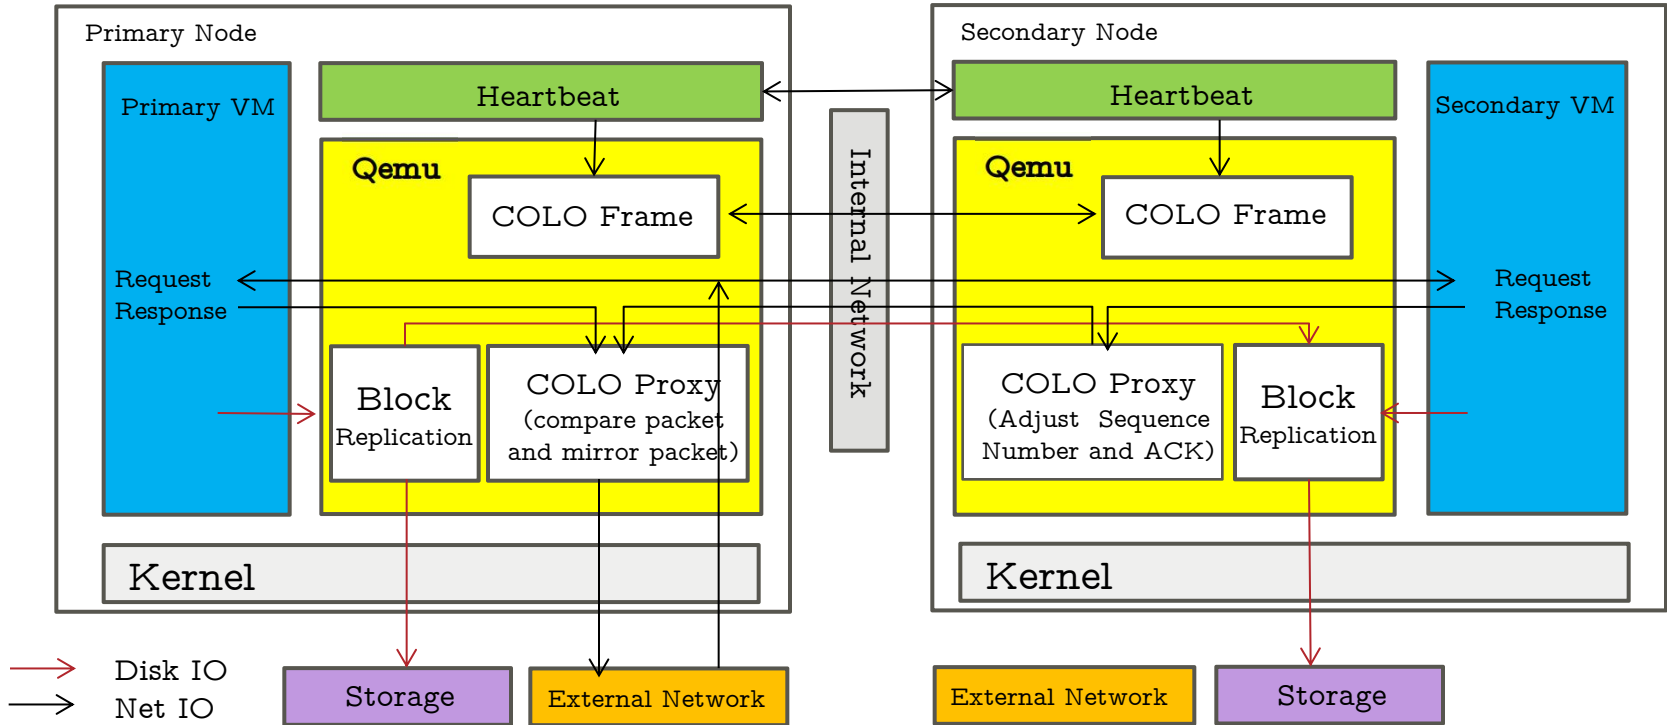 Primary Node
Primary VM
Heartbeat
Qemu
COLO Frame
Request
Response
Block
Replication
COLO Proxy
(compare packet
and mirror packet)
Kernel
Internal Network
Secondary Node
Heartbeat
Secondary VM
Qemu
COLO Frame
Request
Response
COLO Proxy
(Adjust Sequence
Number and ACK)
Block
Replication
Kernel
Disk IO
Net IO
Storage
External Network
External Network
Storage